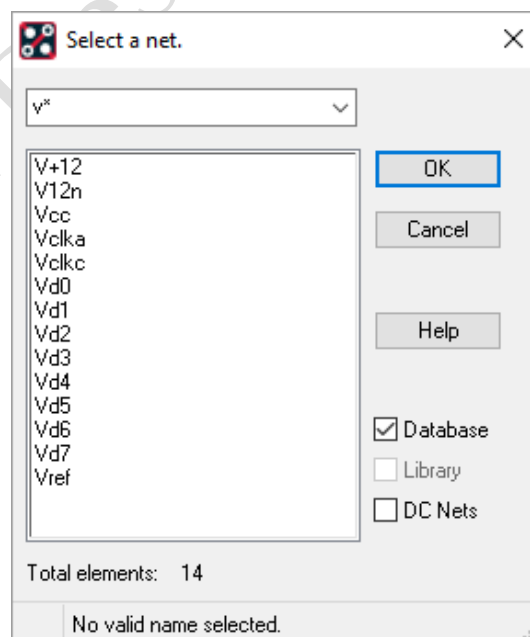 Select a net.
v*
V+12
V12n
Vcc
Vclka
Vclkc
Vd0
Vd1
Vd2
Vd3
Vd4
Vd5
Vd6
Vd7
Vref
OK
Cancel
Help
Database
Library
DC Nets
Total elements: 14
No valid name selected.